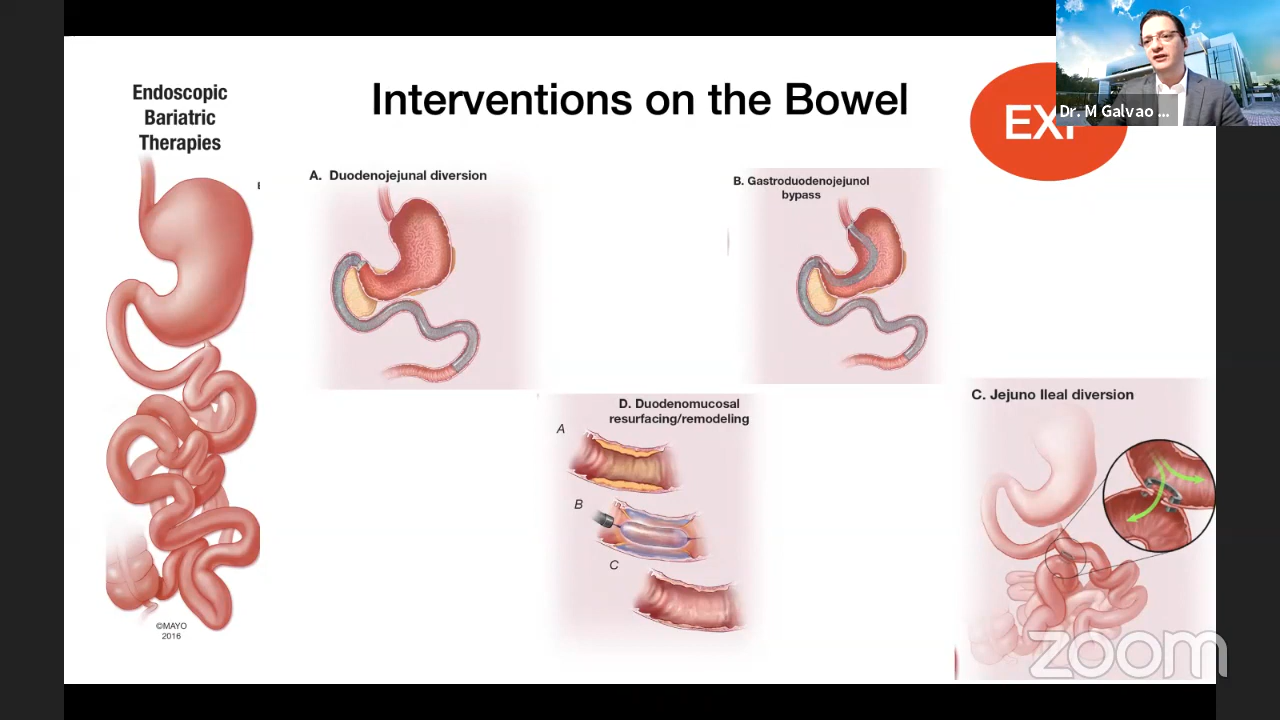 Endoscopic
Bariatric
Therapies
Interventions on the Bowel
Dr. M Galvao ...
A. Duodenojejunal diversion
B. Gastroduodenojejunol
bypass
D. Duodenomucosal
resurfacing/remodeling
A
B
C
C. Jejuno Ileal diversion
©MAYO
2016
zoom